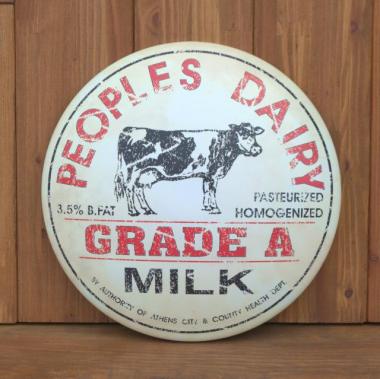 PEOPLES DAIRY
3.5% B.FAT
PASTEURIZED
HOMOGENIZED
GRADE A
MILK
BY AUTHORITY OF ATHENS CITY & COUNTY HEALTH DEPT.